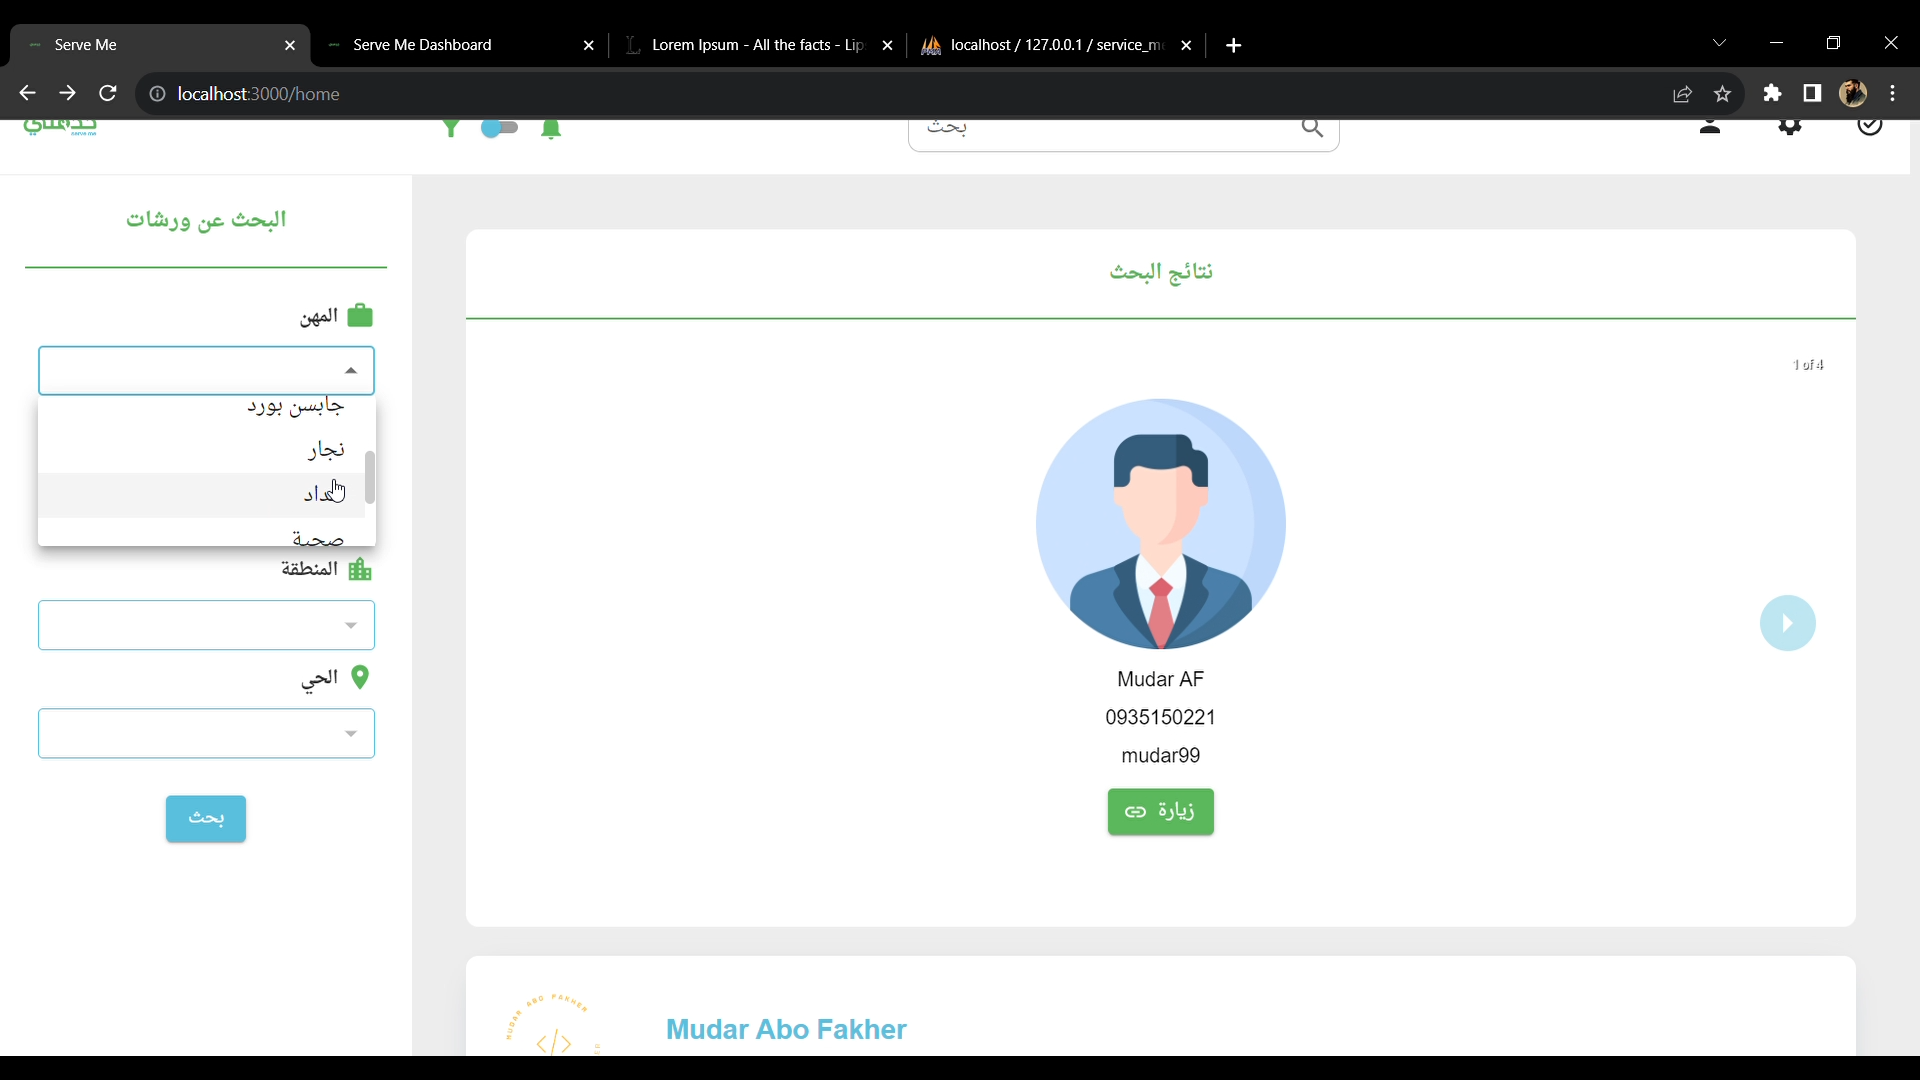 Serve Me
Serve Me Dashboard
Lorem Ipsum - All the facts - Lip
localhost / 127.0.0.1 / service_m
localhost:3000/home
serve me
بحث
البحث عن ورشات
المهن
جابسن بورد
نجار
صحية
المنطقة
الحي
بحث
نتائج البحث
1 of 4
Mudar AF
0935150221
mudar99
زيارة
Mudar Abo Fakher
MUDAR ABO FAKHER